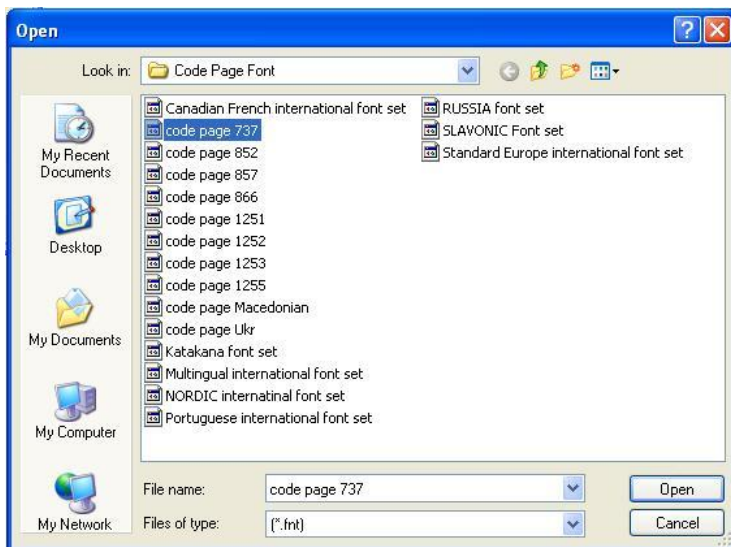 Open
Look in:
Code Page Font
My Recent
Documents
Desktop
My Documents
My Computer
My Network
Canadian French international font set
code page 737
code page 852
code page 857
code page 866
code page 1251
code page 1252
code page 1253
code page 1255
code page Macedonian
code page Ukr
Katakana font set
Multingual international font set
NORDIC internatinal font set
Portuguese international font set
RUSSIA font set
SLAVONIC Font set
Standard Europe international font set
File name:
code page 737
Open
Files of type:
(*.fnt)
Cancel